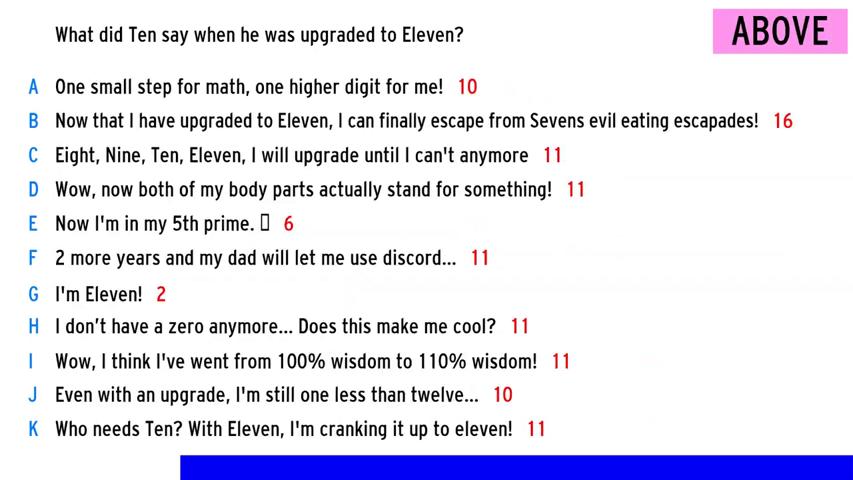 What did Ten say when he was upgraded to Eleven?
ABOVE
A One small step for math, one higher digit for me! 10
B Now that I have upgraded to Eleven, I can finally escape from Sevens evil eating escapades! 16
C Eight, Nine, Ten, Eleven, I will upgrade until I can't anymore 11
D Wow, now both of my body parts actually stand for something! 11
E Now I'm in my 5th prime. ▯ 6
F 2 more years and my dad will let me use discord... 11
G I'm Eleven! 2
H I don’t have a zero anymore... Does this make me cool? 11
I Wow, I think I've went from 100% wisdom to 110% wisdom! 11
J Even with an upgrade, I'm still one less than twelve... 10
K Who needs Ten? With Eleven, I'm cranking it up to eleven! 11